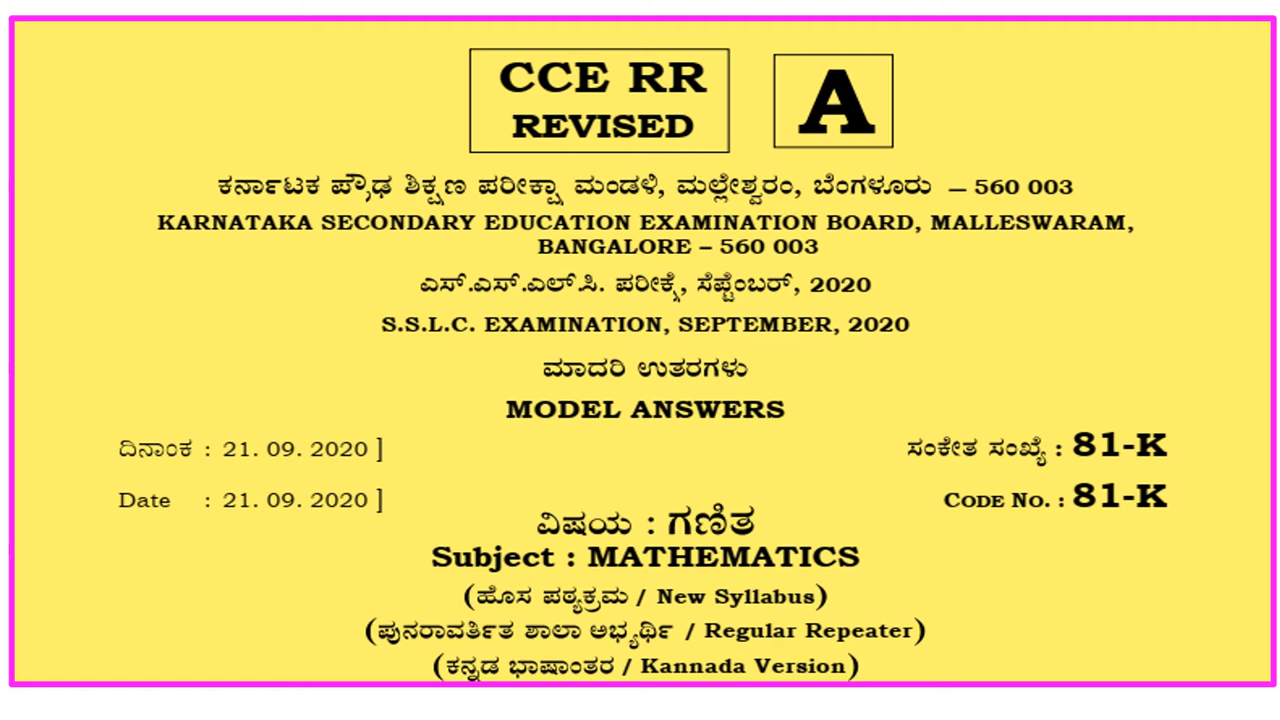 CCE RR
REVISED
A
ಕರ್ನಾಟಕ ಪ್ರೌಢ ಶಿಕ್ಷಣ ಪರೀಕ್ಷಾ ಮಂಡಳಿ, ಮಲ್ಲೇಶ್ವರಂ, ಬೆಂಗಳೂರು – 560 003
KARNATAKA SECONDARY EDUCATION EXAMINATION BOARD, MALLESWARAM,
BANGALORE – 560 003
ಎಸ್.ಎಸ್.ಎಲ್.ಸಿ. ಪರೀಕ್ಷೆ, ಸೆಪ್ಟೆಂಬರ್, 2020
S.S.L.C. EXAMINATION, SEPTEMBER, 2020
ಮಾದರಿ ಉತರಗಳು
MODEL ANSWERS
ದಿನಾಂಕ : 21. 09. 2020 ] ಸಂಕೇತ ಸಂಖ್ಯೆ : 81-K
Date : 21. 09. 2020 ] CODE NO. : 81-K
ವಿಷಯ : ಗಣಿತ
Subject : MATHEMATICS
(ಹೊಸ ಪಠ್ಯಕ್ರಮ / New Syllabus)
(ಪುನರಾವರ್ತಿತ ಶಾಲಾ ಅಭ್ಯರ್ಥಿ / Regular Repeater)
(ಕನ್ನಡ ಭಾಷಾಂತರ / Kannada Version)